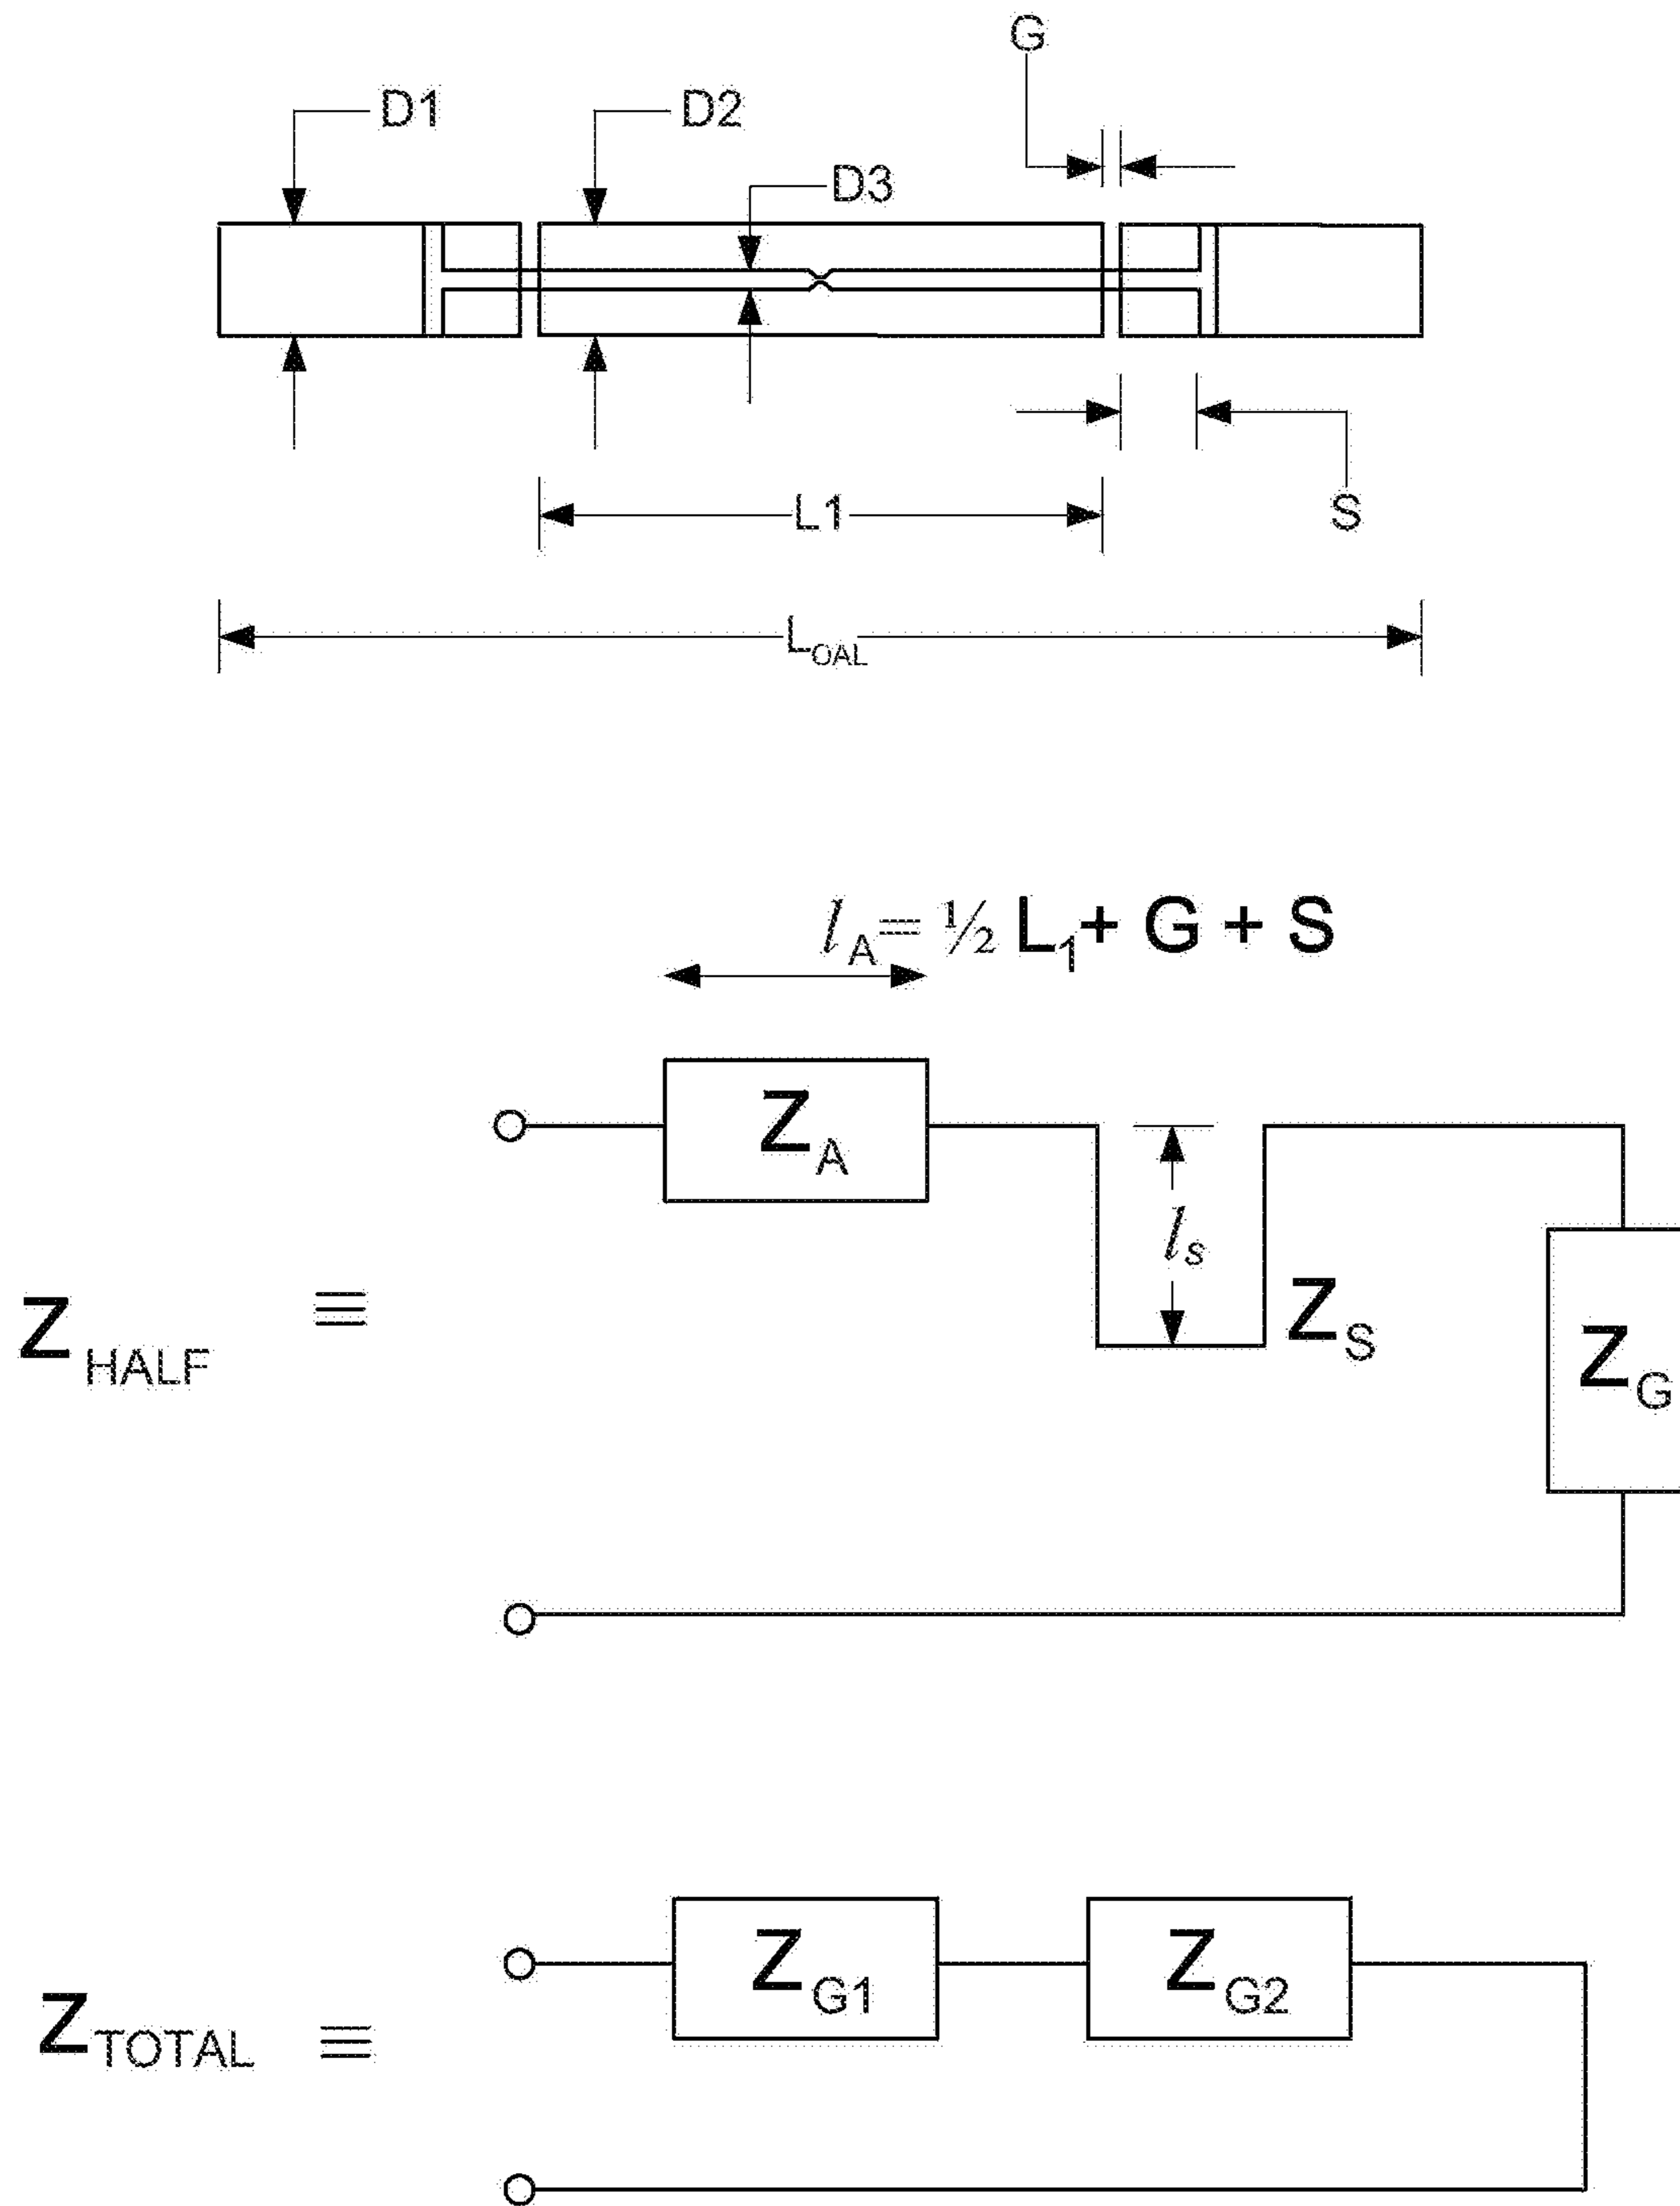 G
D1
D2
D3
L1
S
LOAL
lA= ½ L1+ G + S
ZA
ls
ZS
ZHALF ≡
ZG
ZG1
ZG2
ZTOTAL ≡